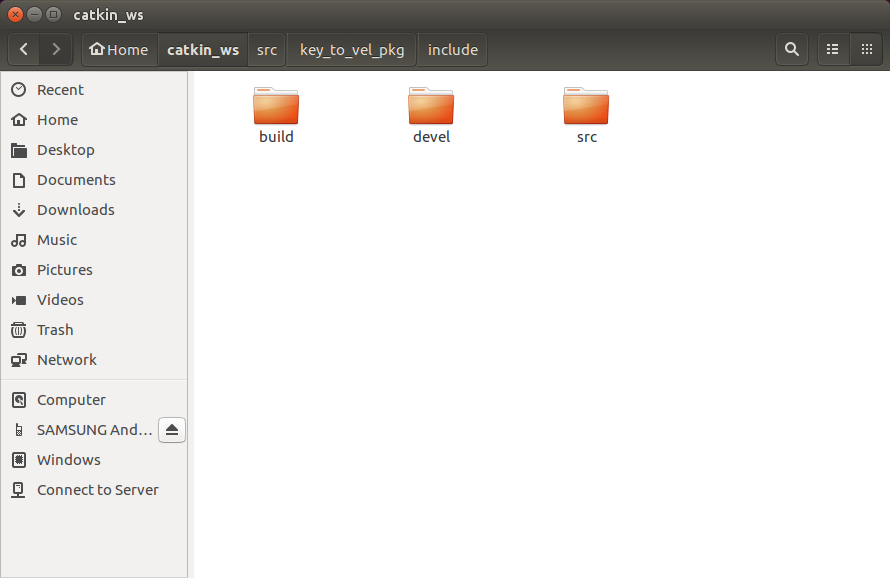 catkin_ws
Home catkin_ws src key_to_vel_pkg include
Recent
Home
Desktop
Documents
Downloads
Music
Pictures
Videos
Trash
Network
Computer
SAMSUNG And...
Windows
Connect to Server
build devel src